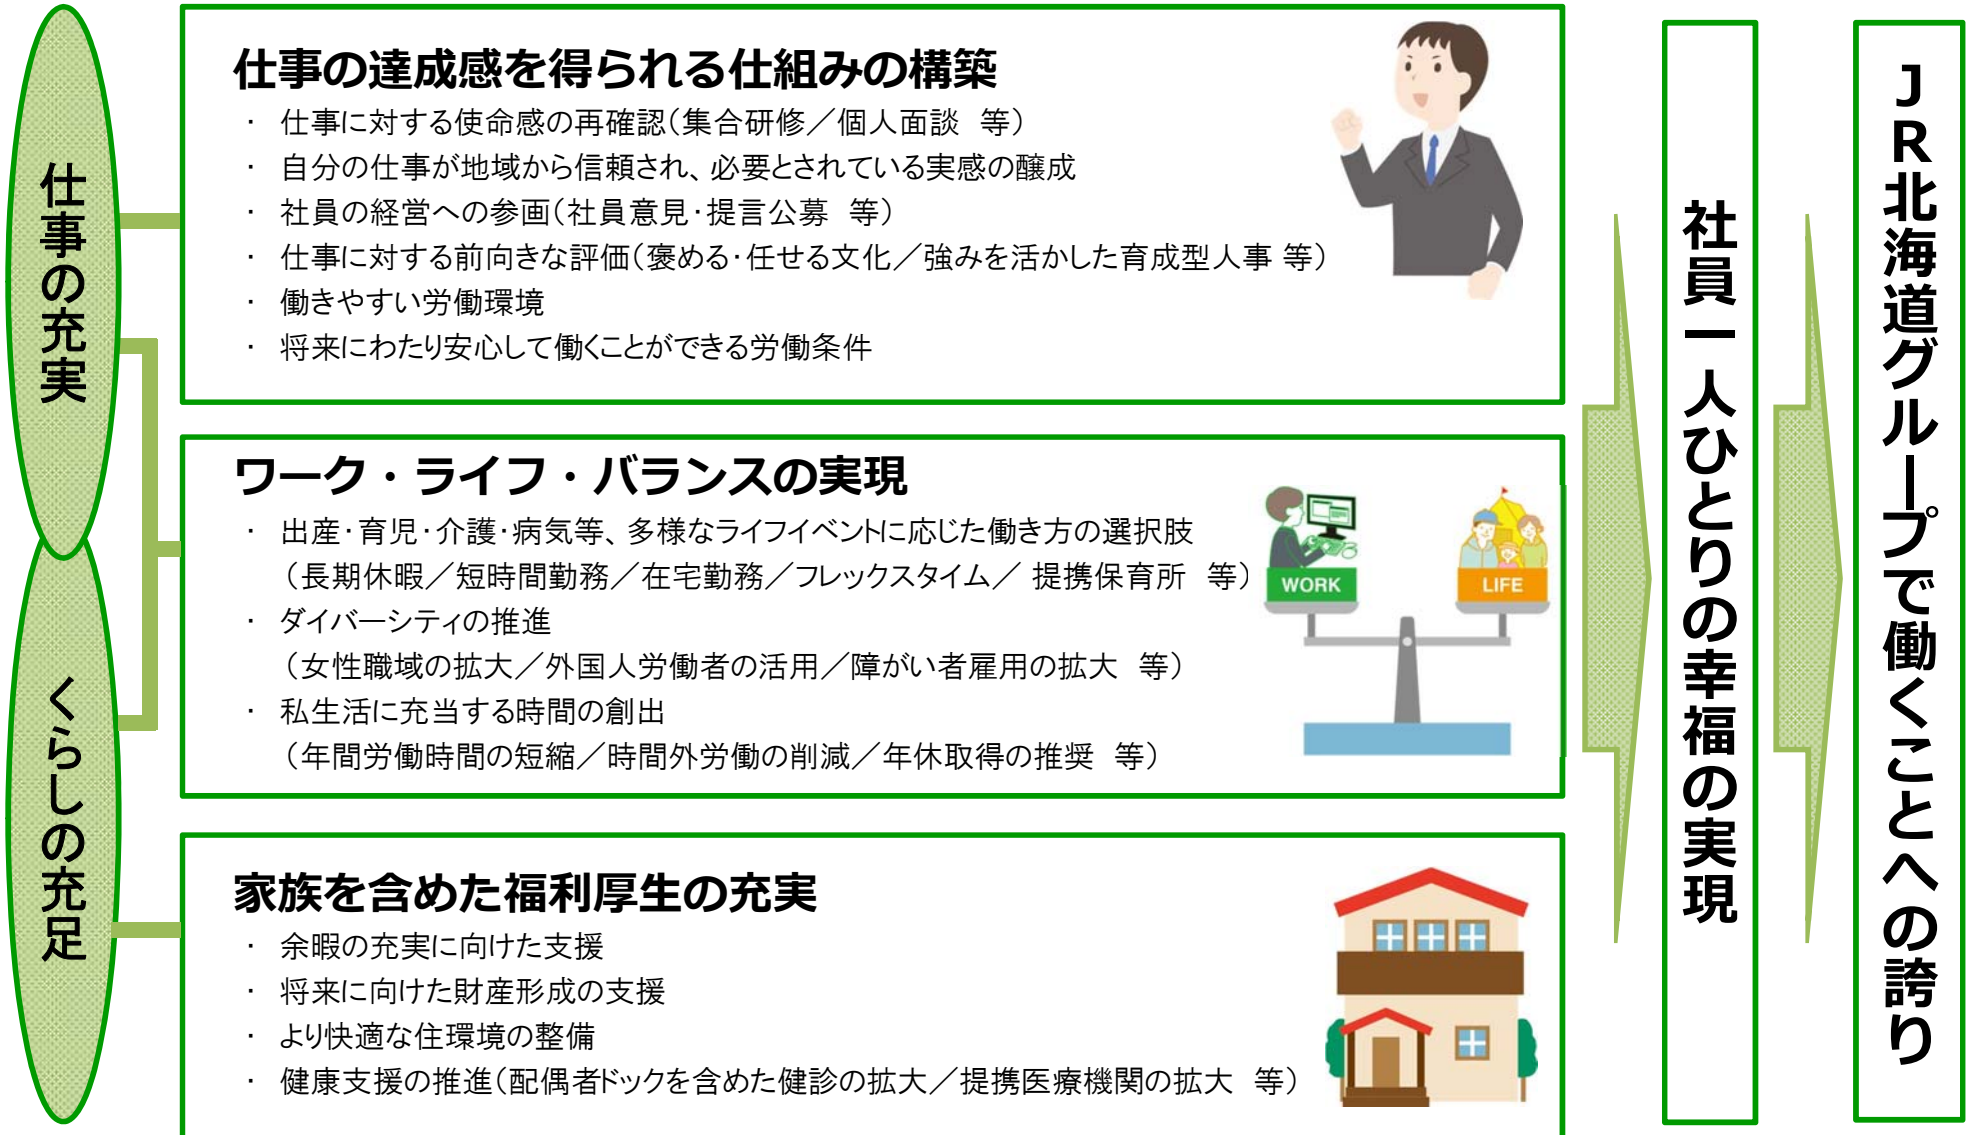 仕事の充実
くらしの充足
仕事の達成感を得られる仕組みの構築
・ 仕事に対する使命感の再確認（集合研修／個人面談 等）
・ 自分の仕事が地域から信頼され、必要とされている実感の醸成
・ 社員の経営への参画（社員意見・提言公募 等）
・ 仕事に対する前向きな評価（褒める・任せる文化／強みを活かした育成型人事 等）
・ 働きやすい労働環境
・ 将来にわたり安心して働くことができる労働条件
ワーク・ライフ・バランスの実現
・ 出産・育児・介護・病気等、多様なライフイベントに応じた働き方の選択肢
（長期休暇／短時間勤務／在宅勤務／フレックスタイム／ 提携保育所 等）
・ ダイバーシティの推進
（女性職域の拡大／外国人労働者の活用／障がい者雇用の拡大 等）
・ 私生活に充当する時間の創出
（年間労働時間の短縮／時間外労働の削減／年休取得の推奨 等）
WORK
LIFE
家族を含めた福利厚生の充実
・ 余暇の充実に向けた支援
・ 将来に向けた財産形成の支援
・ より快適な住環境の整備
・ 健康支援の推進（配偶者ドックを含めた健診の拡大／提携医療機関の拡大 等）
社員一人ひとりの幸福の実現
JR北海道グループで働くことへの誇り